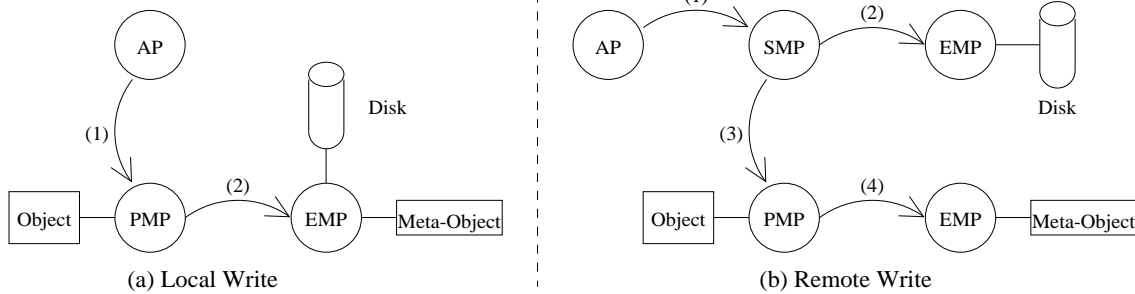 AP
Disk
(1)
(2)
Object
PMP
EMP
Meta-Object
(a) Local Write
(1)
(2)
AP
SMP
EMP
Disk
(3)
(4)
Object
PMP
EMP
Meta-Object
(b) Remote Write